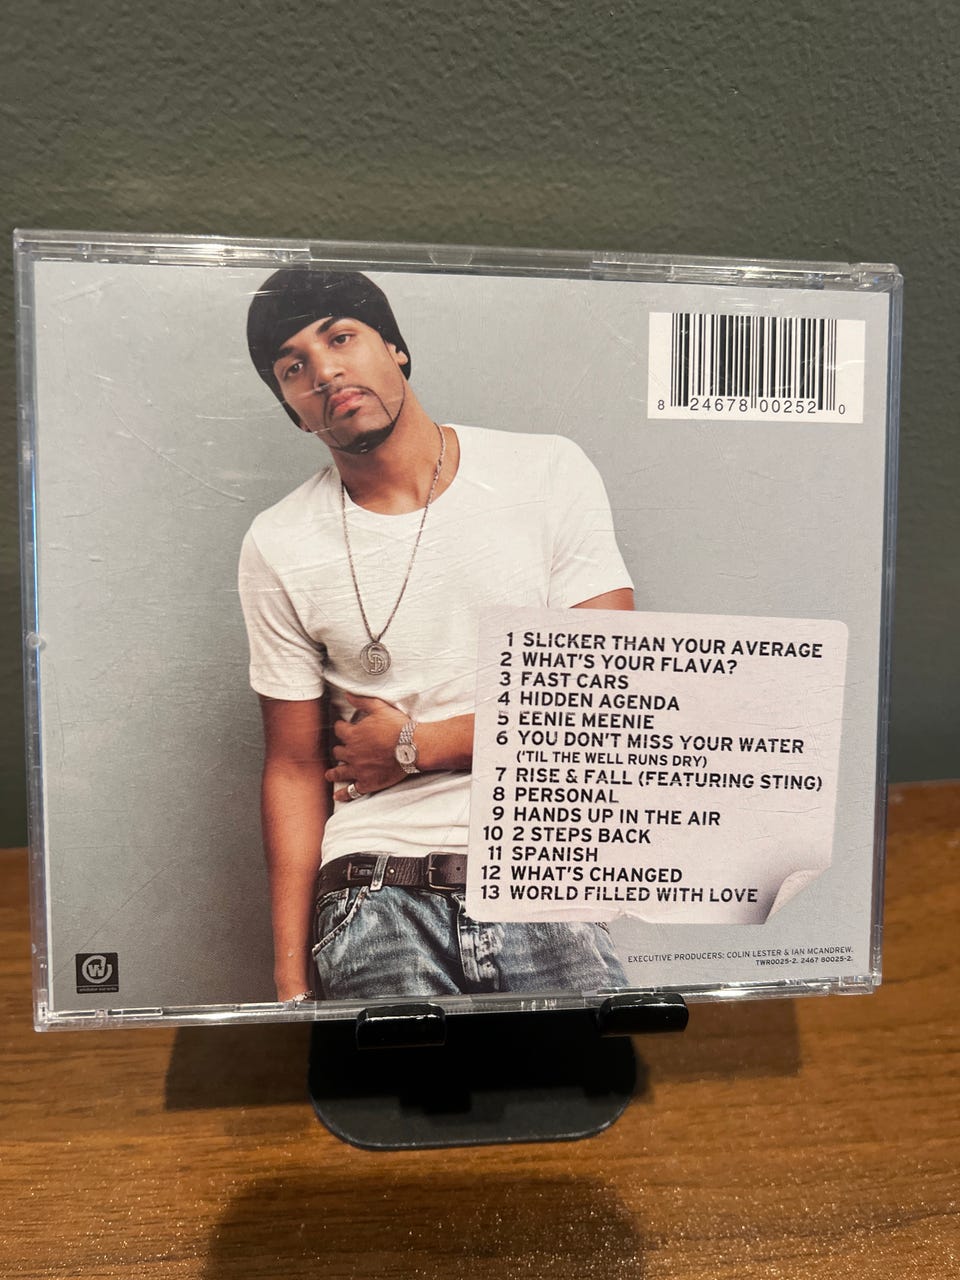 8 24678 00252 0
1 SLICKER THAN YOUR AVERAGE
2 WHAT'S YOUR FLAVA?
3 FAST CARS
4 HIDDEN AGENDA
5 EENIE MEENIE
6 YOU DON'T MISS YOUR WATER
('TIL THE WELL RUNS DRY)
7 RISE & FALL (FEATURING STING)
8 PERSONAL
9 HANDS UP IN THE AIR
10 2 STEPS BACK
11 SPANISH
12 WHAT'S CHANGED
13 WORLD FILLED WITH LOVE
EXECUTIVE PRODUCERS: COLIN LESTER & IAN MCANDREW.
TWR0025-2. 2467 80025-2.